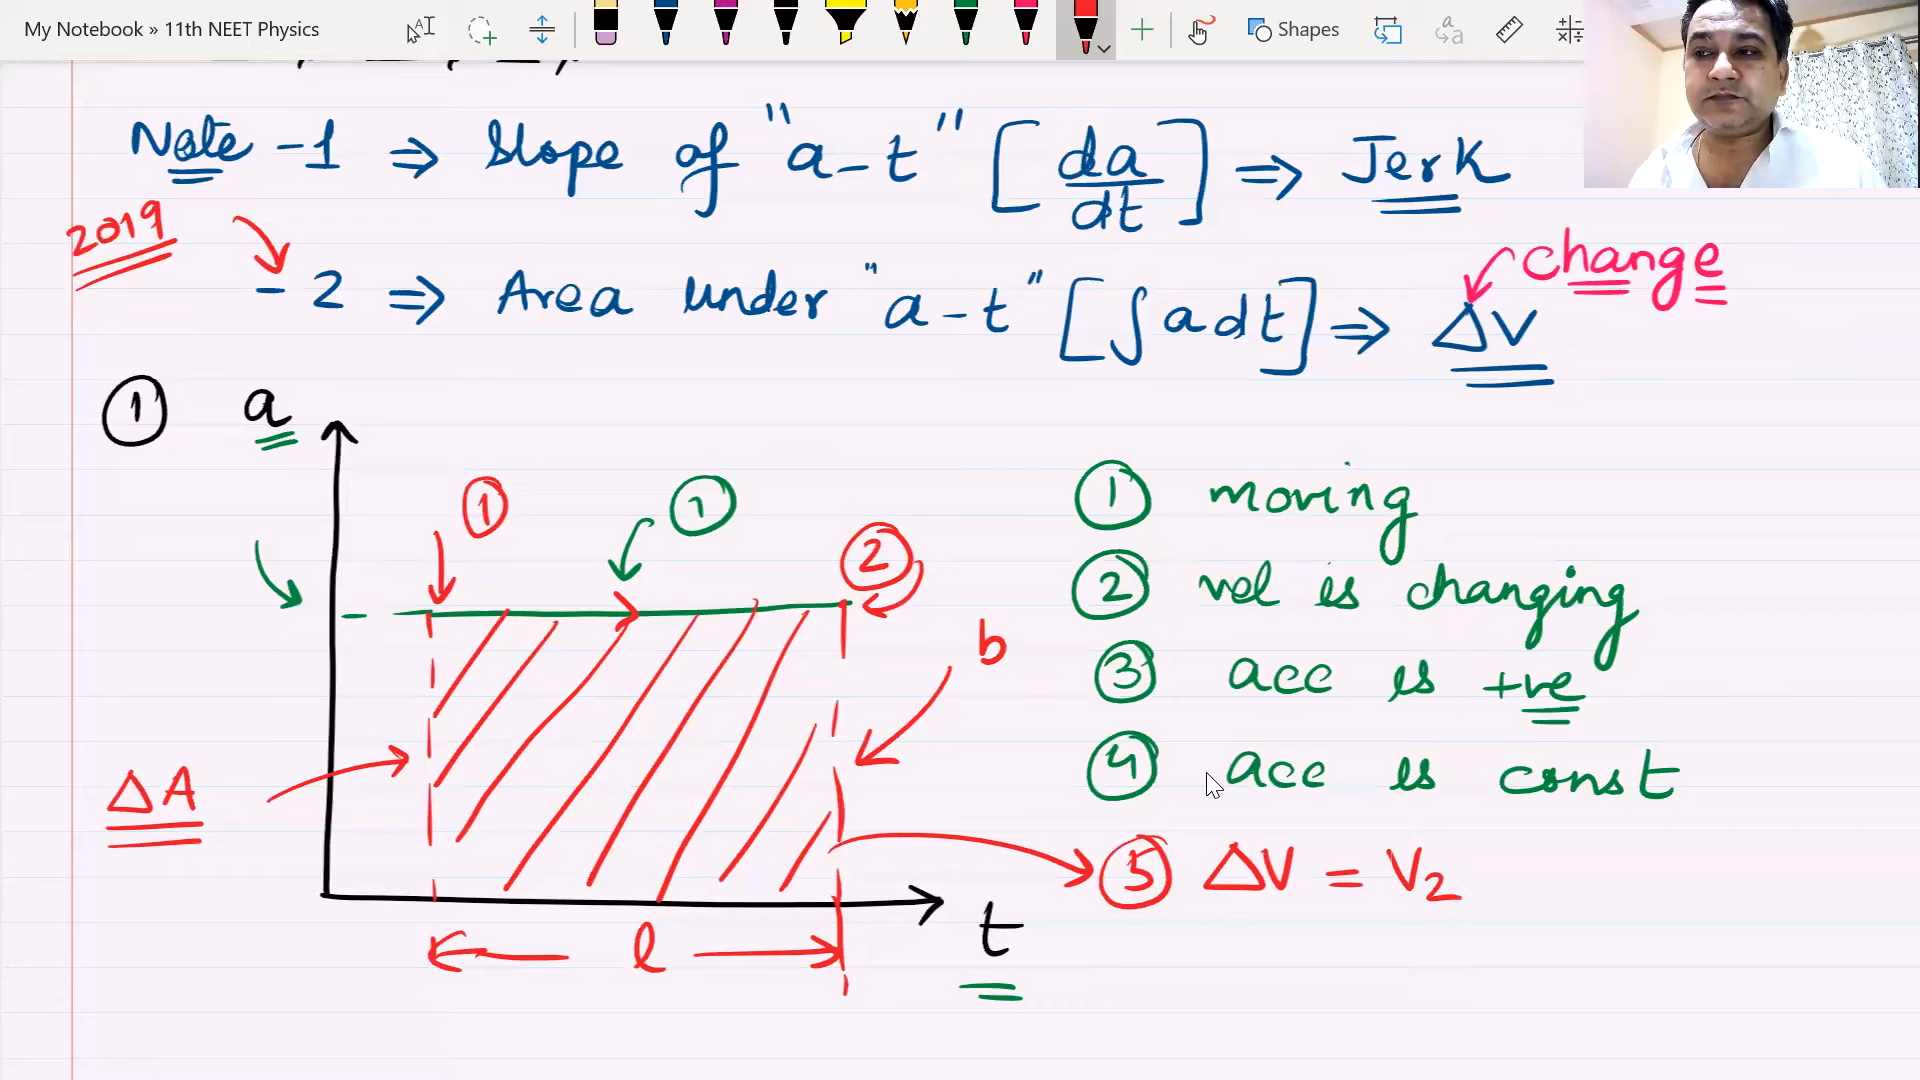 My Notebook » 11th NEET Physics
Shapes
Note -1 ⇒ Slope of "a-t" [da/dt] ⇒ Jerk
2019
- 2 ⇒ Area under "a-t" [∫a dt] ⇒ ΔV
change
① a
① ① ②
b
ΔA
l
t
① moving
② vel is changing
③ acc is +ve
④ acc is const
⑤ ΔV = V₂